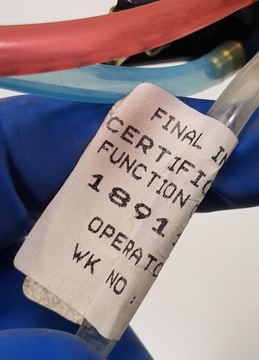 FINAL IN
CERTIFIC
FUNCTION
1891
OPERATO
WK NO :